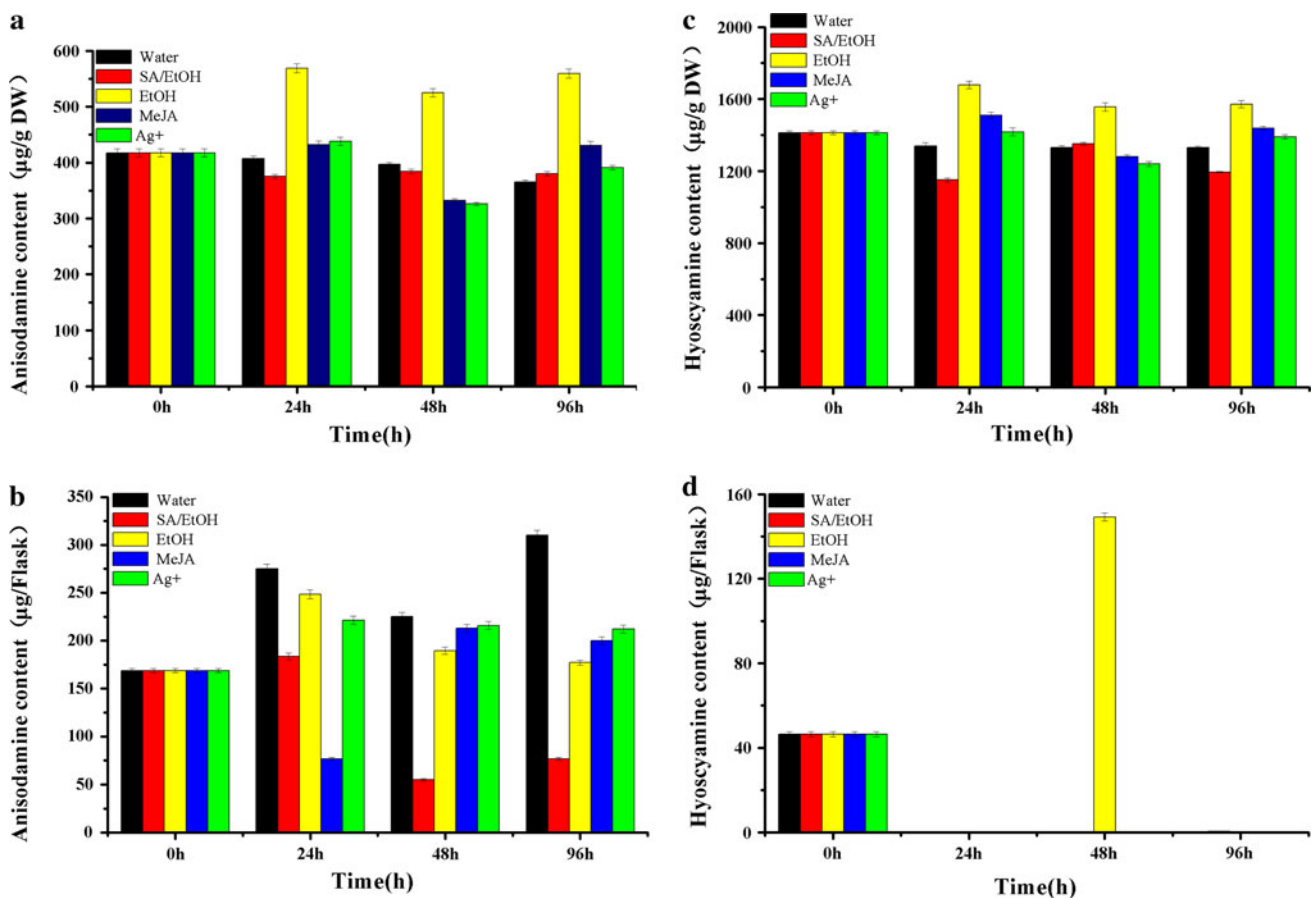 a
Water
SA/EtOH
EtOH
MeJA
Ag+
600
500
400
300
200
100
0
Anisodamine content (μg/g DW)
0h
24h
48h
96h
Time(h)
c
Water
SA/EtOH
EtOH
MeJA
Ag+
2000
1600
1200
800
400
0
Hyoscyamine content (μg/g DW)
0h
24h
48h
96h
Time(h)
b
Water
SA/EtOH
EtOH
MeJA
Ag+
350
300
250
200
150
100
50
0
Anisodamine content (μg/Flask)
0h
24h
48h
96h
Time(h)
d
Water
SA/EtOH
EtOH
MeJA
Ag+
160
120
80
40
0
Hyoscyamine content (μg/Flask)
0h
24h
48h
96h
Time(h)